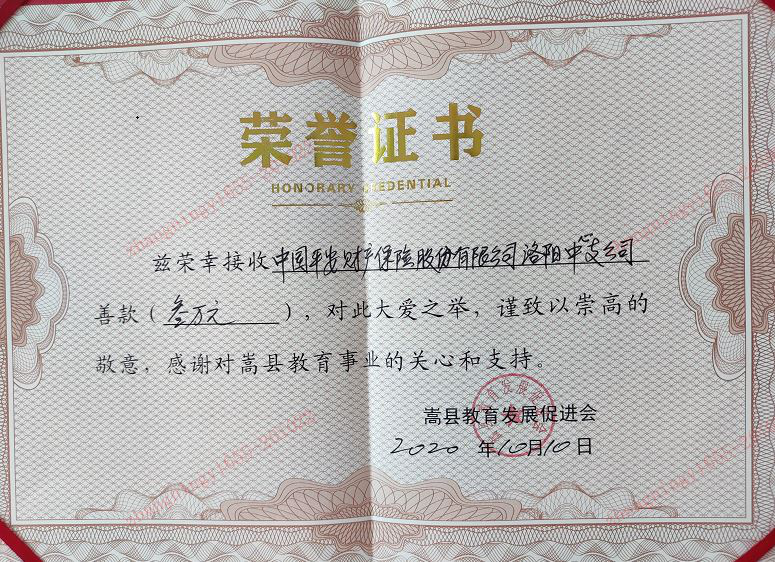 荣誉证书
HONORARY CREDENTIAL
兹荣幸接收中国平安财产保险股份有限公司洛阳中心支公司
善款（叁万元），对此大爱之举，谨致以崇高的
敬意，感谢对嵩县教育事业的关心和支持。
嵩县教育发展促进会
2020年10月10日